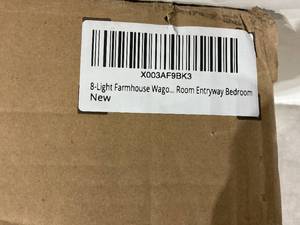 X003AF9BK3
8-Light Farmhouse Wago... Room Entryway Bedroom
New